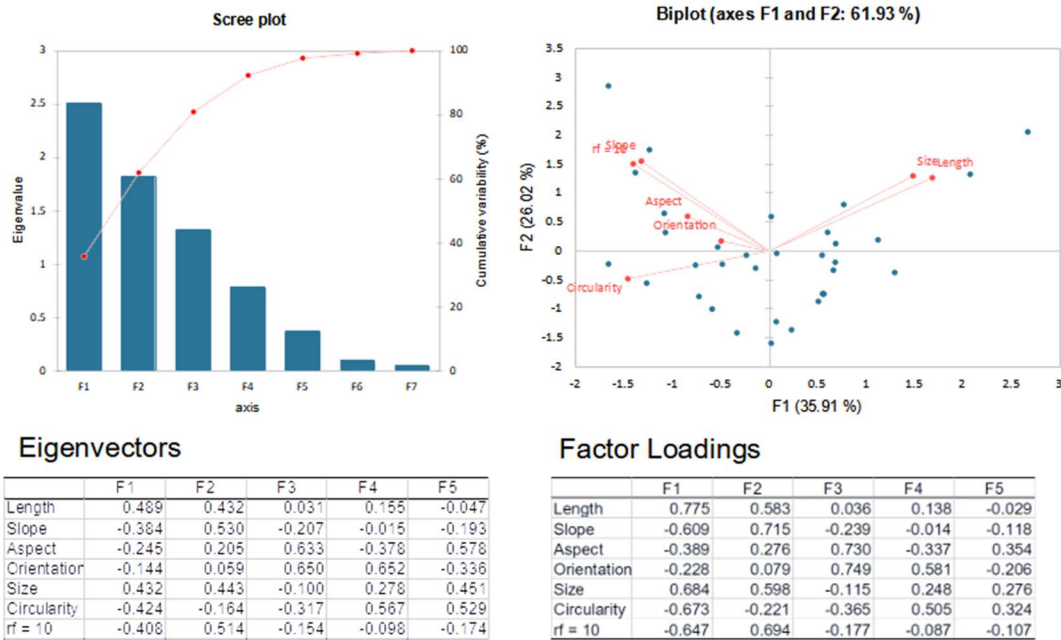 Scree plot
3
2.5
2
1.5
1
0.5
0
Eigenvalue
100
80
60
40
20
0
Cumulative variability (%)
F1 F2 F3 F4 F5 F6 F7
axis
Biplot (axes F1 and F2: 61.93 %)
3.5
3
2.5
2
1.5
1
0.5
0
-0.5
-1
-1.5
-2
F2 (26.02 %)
Slope
rf = 10
Size Length
Aspect
Orientation
Circularity
-2 -1.5 -1 -0.5 0 0.5 1 1.5 2 2.5 3
F1 (35.91 %)
Eigenvectors
F1 F2 F3 F4 F5
Length 0.489 0.432 0.031 0.155 -0.047
Slope -0.384 0.530 -0.207 -0.015 -0.193
Aspect -0.245 0.205 0.633 -0.378 0.578
Orientation -0.144 0.059 0.650 0.652 -0.336
Size 0.432 0.443 -0.100 0.278 0.451
Circularity -0.424 -0.164 -0.317 0.567 0.529
rf = 10 -0.408 0.514 -0.154 -0.098 -0.174
Factor Loadings
F1 F2 F3 F4 F5
Length 0.775 0.583 0.036 0.138 -0.029
Slope -0.609 0.715 -0.239 -0.014 -0.118
Aspect -0.389 0.276 0.730 -0.337 0.354
Orientation -0.228 0.079 0.749 0.581 -0.206
Size 0.684 0.598 -0.115 0.248 0.276
Circularity -0.673 -0.221 -0.365 0.505 0.324
rf = 10 -0.647 0.694 -0.177 -0.087 -0.107